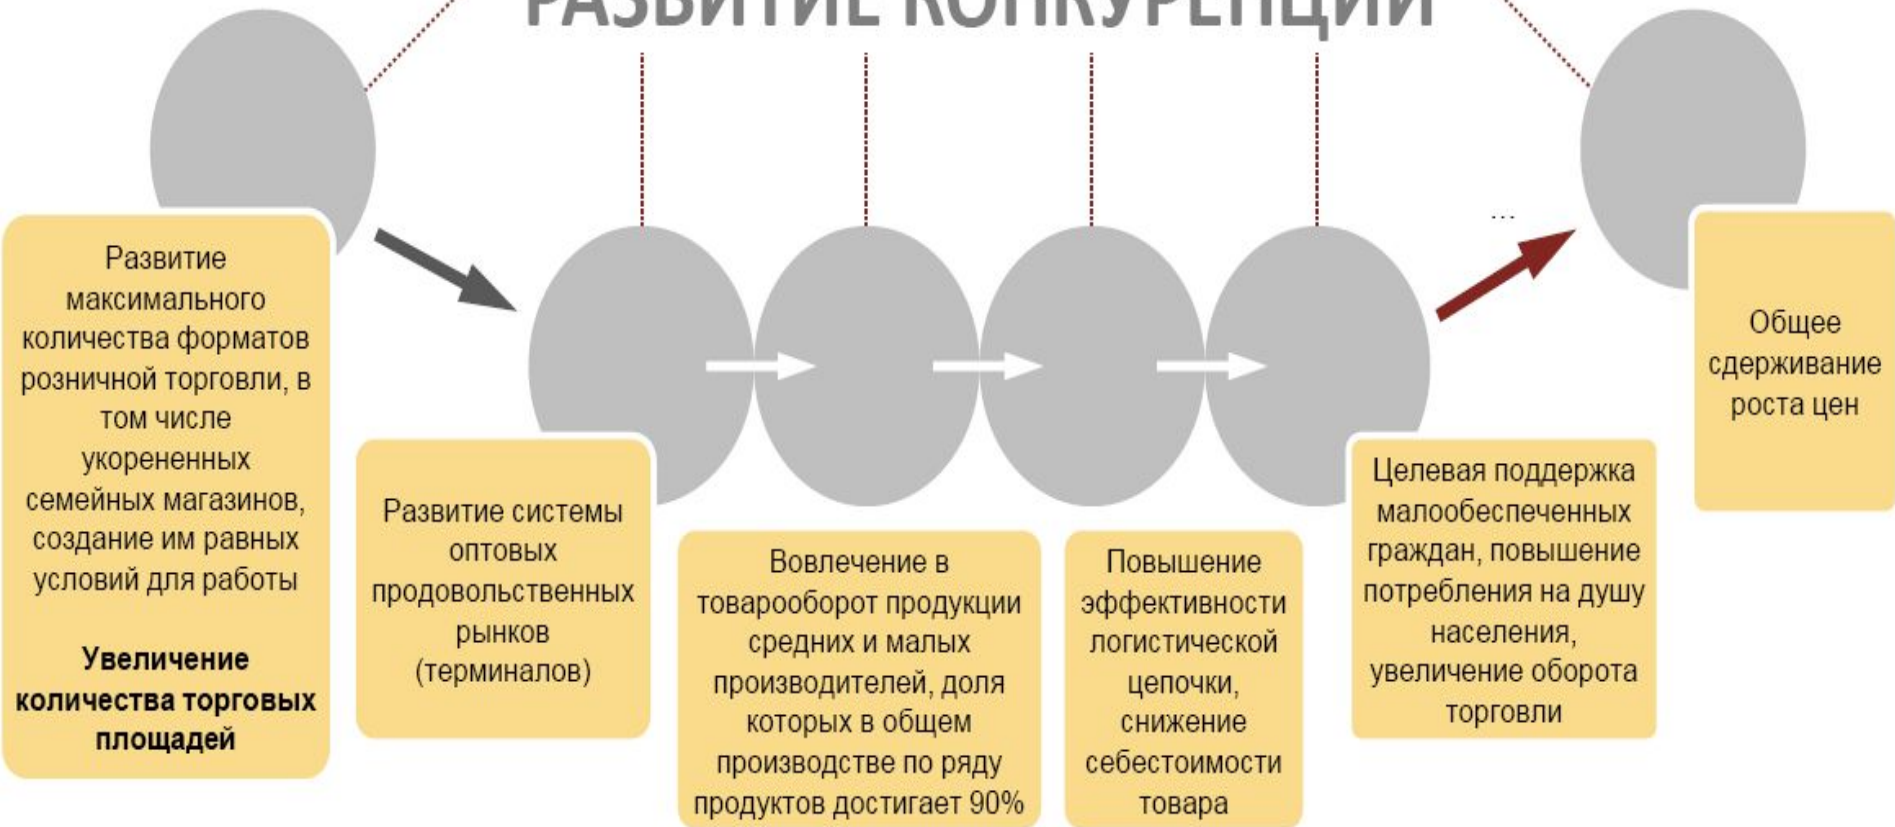 РАЗВИТИЕ КОНКУРЕНЦИИ
...
Развитие
максимального
количества форматов
розничной торговли, в
том числе
укорененных
семейных магазинов,
создание им равных
условий для работы
Увеличение
количества торговых
площадей
Развитие системы
оптовых
продовольственных
рынков
(терминалов)
Вовлечение в
товарооборот продукции
средних и малых
производителей, доля
которых в общем
производстве по ряду
продуктов достигает 90%
Повышение
эффективности
логистической
цепочки,
снижение
себестоимости
товара
Целевая поддержка
малообеспеченных
граждан, повышение
потребления на душу
населения,
увеличение оборота
торговли
Общее
сдерживание
роста цен